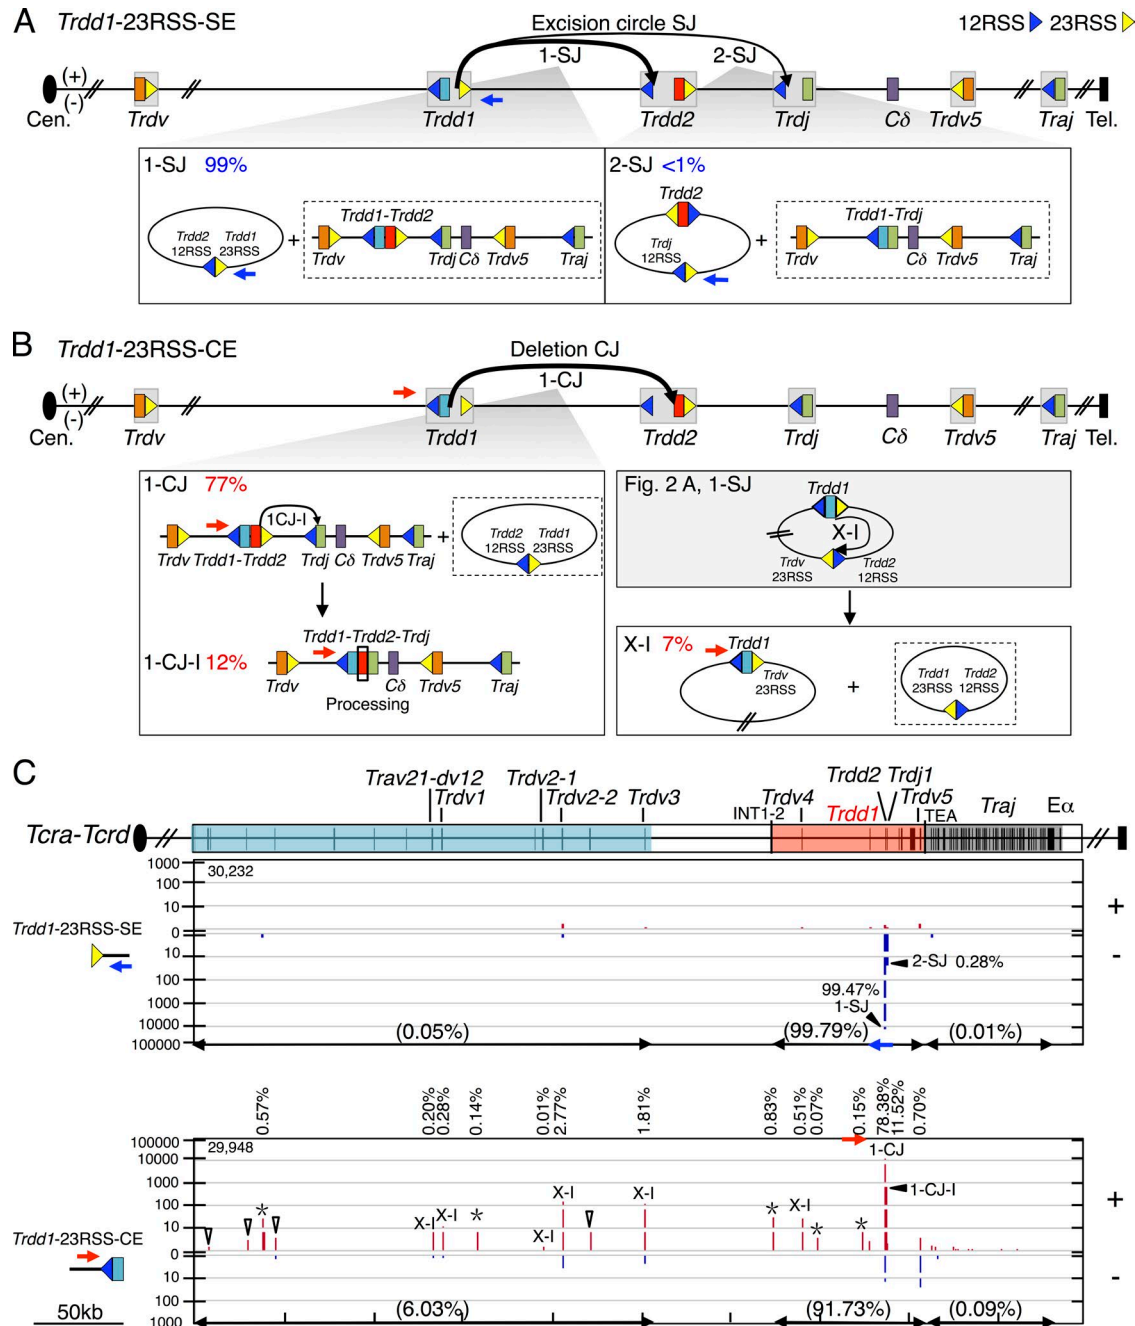 A
Trdd1-23RSS-SE
Excision circle SJ
12RSS 23RSS
1-SJ
2-SJ
(+)
(-)
Cen.
Trdv
Trdd1
Trdd2
Trdj
Cδ
Trdv5
Traj
Tel.
1-SJ 99%
Trdd2 Trdd1
12RSS 23RSS
+
Trdd1-Trdd2
Trdv
Trdj
Cδ
Trdv5
Traj
2-SJ <1%
Trdd2
Trdj
12RSS
+
Trdd1-Trdj
Trdv
Cδ
Trdv5
Traj
B
Trdd1-23RSS-CE
Deletion CJ
1-CJ
(+)
(-)
Cen.
Trdv
Trdd1
Trdd2
Trdj
Cδ
Trdv5
Traj
Tel.
1-CJ 77%
1CJ-I
+
Trdv Trdd1-Trdd2 Trdj Cδ Trdv5 Traj
Trdd2 Trdd1
12RSS 23RSS
1-CJ-I 12%
Trdd1-Trdd2-Trdj
Trdv
Cδ
Trdv5
Traj
Processing
Fig. 2 A, 1-SJ
Trdd1
X-I
Trdv
23RSS
Trdd2
12RSS
X-I 7%
Trdd1
Trdv
23RSS
+
Trdd1 Trdd2
23RSS 12RSS
C
Trav21-dv12
Trdv1
Trdv2-1
Trdv2-2
Trdv3
INT1-2
Trdv4
Trdd1
Trdd2
Trdj1
Trdv5
TEA
Traj
Eα
Tcra-Tcrd
1000
100
10
0
10
100
1000
10000
100000
30,232
Trdd1-23RSS-SE
+
-
2-SJ 0.28%
99.47%
1-SJ
(0.05%)
(99.79%)
(0.01%)
0.57%
0.20%
0.28%
0.14%
0.01%
2.77%
1.81%
0.83%
0.51%
0.07%
0.15%
78.38%
11.52%
0.70%
100000
10000
1000
100
10
0
10
100
1000
29,948
Trdd1-23RSS-CE
1-CJ
1-CJ-I
*
X-I
X-I
*
X-I
X-I
X-I
*
X-I
*
*
+
-
50kb
(6.03%)
(91.73%)
(0.09%)